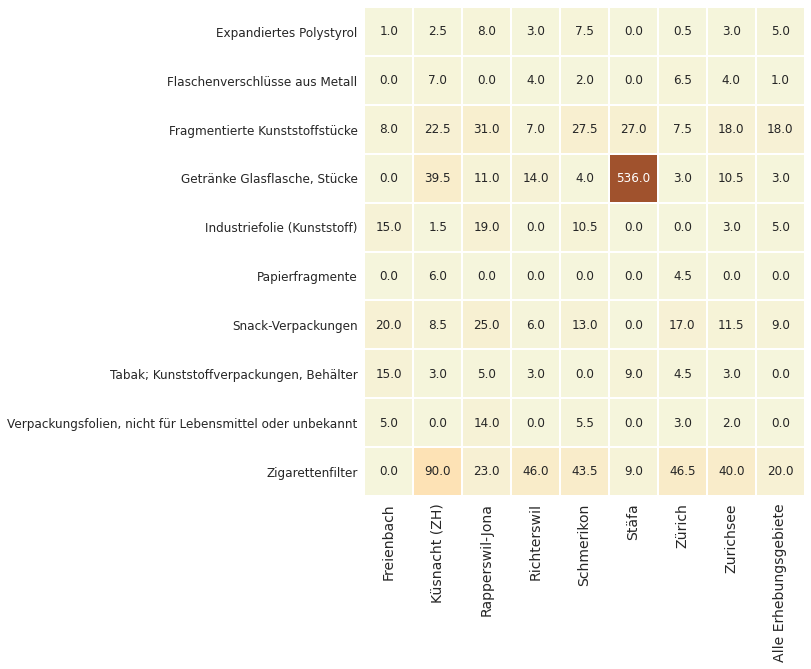 Expandiertes Polystyrol 1.0 2.5 8.0 3.0 7.5 0.0 0.5 3.0 5.0
Flaschenverschlüsse aus Metall 0.0 7.0 0.0 4.0 2.0 0.0 6.5 4.0 1.0
Fragmentierte Kunststoffstücke 8.0 22.5 31.0 7.0 27.5 27.0 7.5 18.0 18.0
Getränke Glasflasche, Stücke 0.0 39.5 11.0 14.0 4.0 536.0 3.0 10.5 3.0
Industriefolie (Kunststoff) 15.0 1.5 19.0 0.0 10.5 0.0 0.0 3.0 5.0
Papierfragmente 0.0 6.0 0.0 0.0 0.0 0.0 4.5 0.0 0.0
Snack-Verpackungen 20.0 8.5 25.0 6.0 13.0 0.0 17.0 11.5 9.0
Tabak; Kunststoffverpackungen, Behälter 15.0 3.0 5.0 3.0 0.0 9.0 4.5 3.0 0.0
Verpackungsfolien, nicht für Lebensmittel oder unbekannt 5.0 0.0 14.0 0.0 5.5 0.0 3.0 2.0 0.0
Zigarettenfilter 0.0 90.0 23.0 46.0 43.5 9.0 46.5 40.0 20.0
Freienbach
Küsnacht (ZH)
Rapperswil-Jona
Richterswil
Schmerikon
Stäfa
Zürich
Zurichsee
Alle Erhebungsgebiete